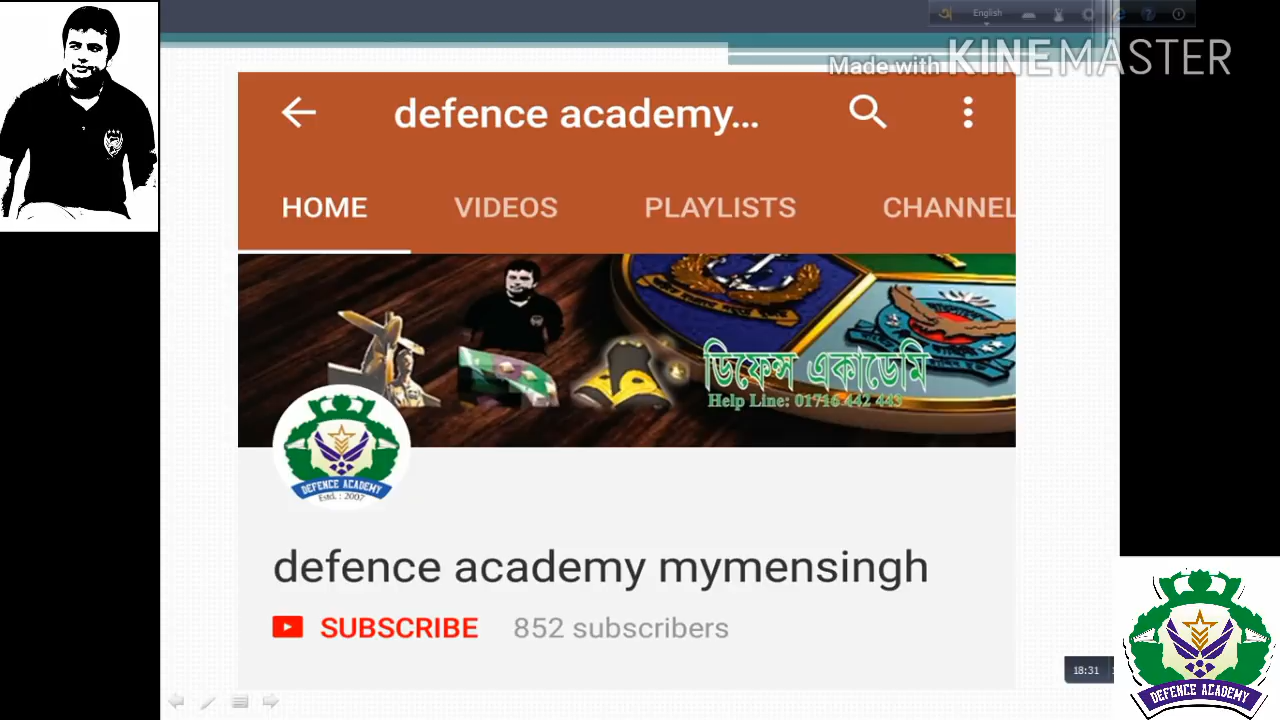 English
Made with KINEMASTER
defence academy...
HOME VIDEOS PLAYLISTS CHANNEL
ডিফেন্স একাডেমি
Help Line: 01716 442 443
DEFENCE ACADEMY
Estd. : 2007
defence academy mymensingh
SUBSCRIBE 852 subscribers
18:31
DEFENCE ACADEMY